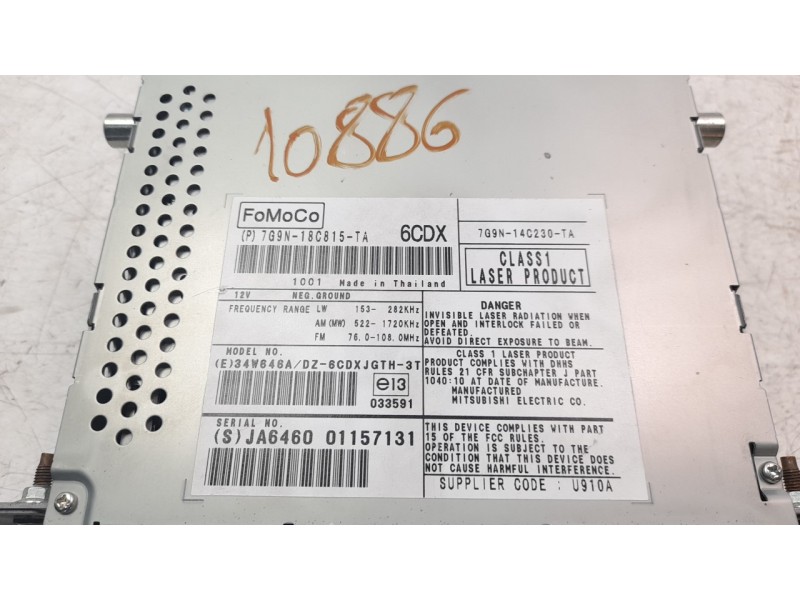 10886
FoMoCo
(P) 7G9N-18C815-TA 6CDX
7G9N-14C230-TA
1001 Made in Thailand
CLASS1
LASER PRODUCT
12V NEG.GROUND
FREQUENCY RANGE LW 153- 282KHz
AM(MW) 522- 1720KHz
FM 76.0-108.0MHz
DANGER
INVISIBLE LASER RADIATION WHEN
OPEN AND INTERLOCK FAILED OR
DEFEATED.
AVOID DIRECT EXPOSURE TO BEAM.
MODEL NO.
(E)34W646A/DZ-6CDXJGTH-3T
e13
033591
CLASS 1 LASER PRODUCT
PRODUCT COMPLIES WITH DHHS
RULES 21 CFR SUBCHAPTER J PART
1040:10 AT DATE OF MANUFACTURE.
MANUFACTURED
MITSUBISHI ELECTRIC CO.
SERIAL NO.
(S)JA6460 01157131
THIS DEVICE COMPLIES WITH PART
15 OF THE FCC RULES.
OPERATION IS SUBJECT TO THE
CONDITION THAT THIS DEVICE DOES
NOT CAUSE HARMFUL INTERFERENCE.
SUPPLIER CODE : U910A